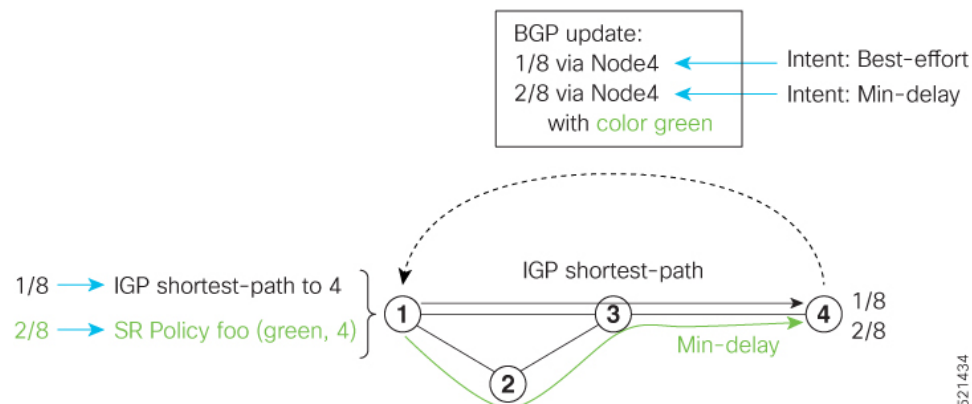 BGP update:
1/8 via Node4
2/8 via Node4
with color green
Intent: Best-effort
Intent: Min-delay
IGP shortest-path
1/8
IGP shortest-path to 4
2/8
SR Policy foo (green, 4)
1
3
4
1/8
2/8
Min-delay
2
521434